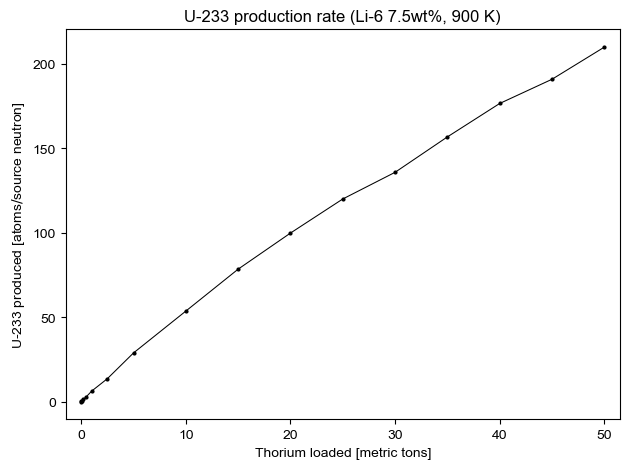 U-233 production rate (Li-6 7.5wt%, 900 K)
U-233 produced [atoms/source neutron]
200
150
100
50
0
0 10 20 30 40 50
Thorium loaded [metric tons]